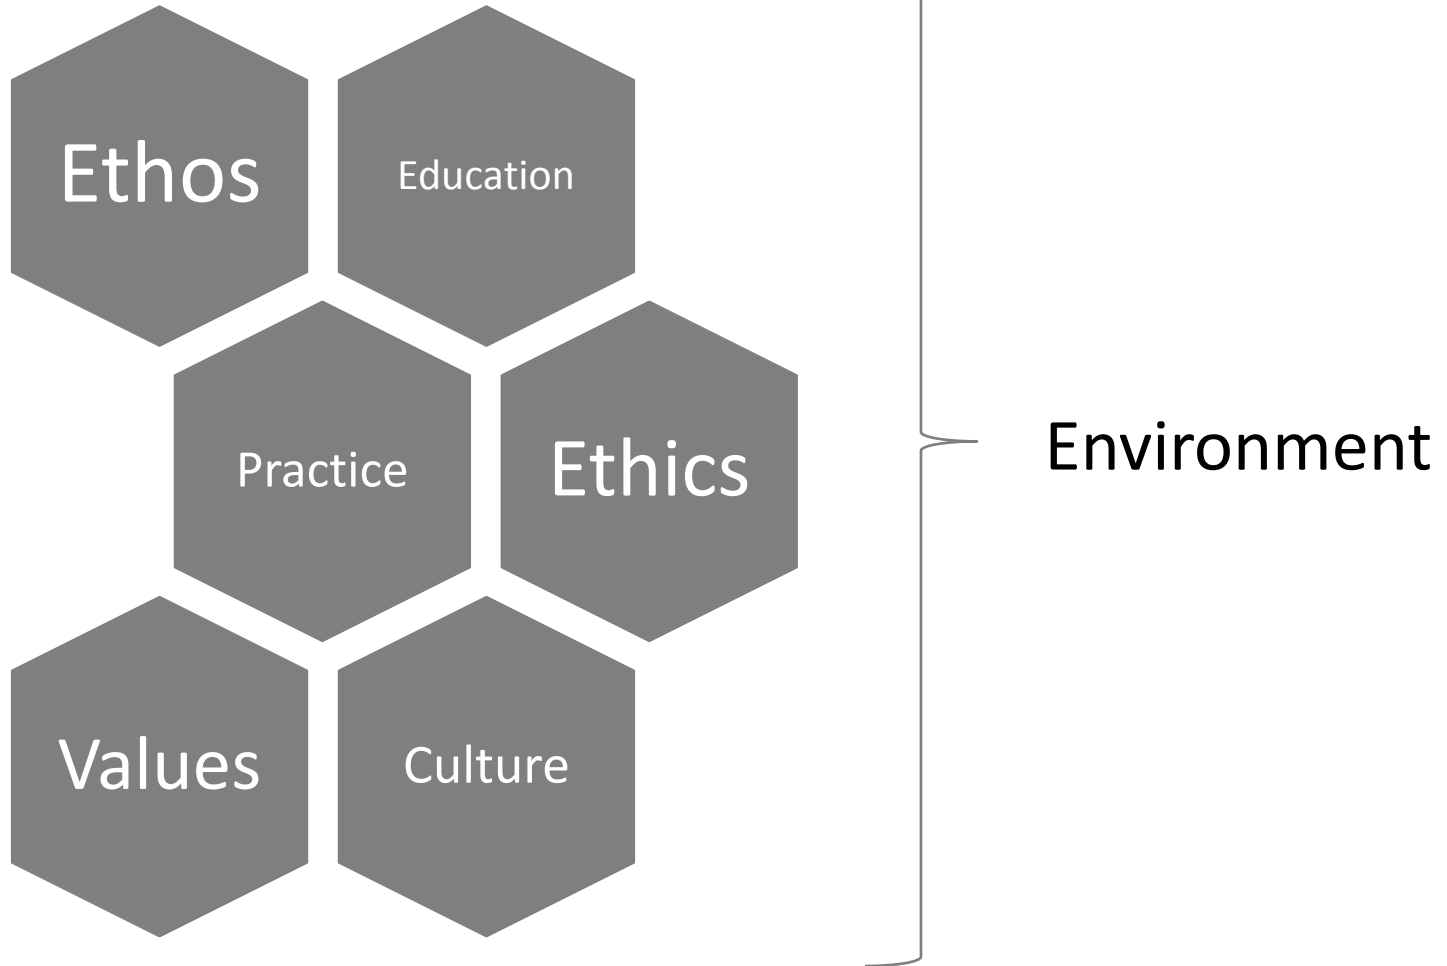 Ethos
Education
Practice
Ethics
Values
Culture
Environment